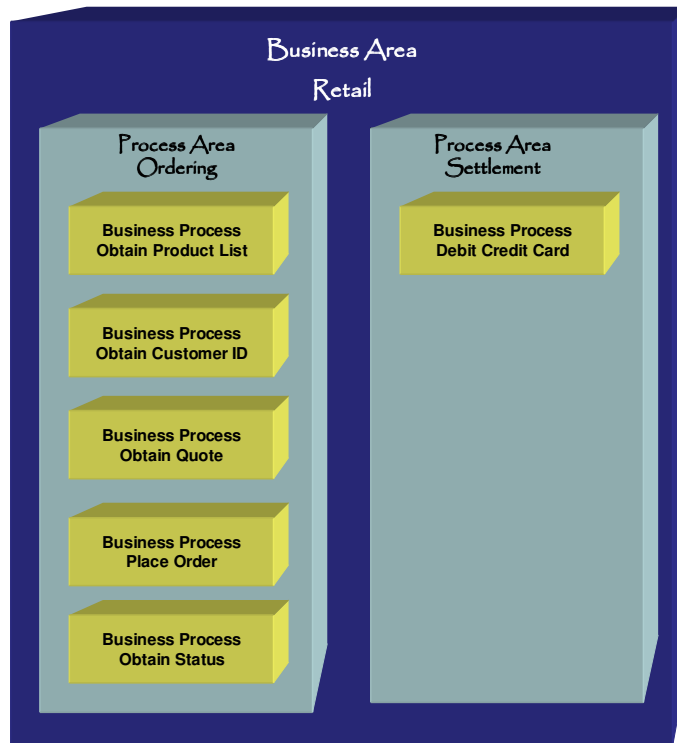 Business Area
Retail
Process Area
Ordering
Business Process
Obtain Product List
Business Process
Obtain Customer ID
Business Process
Obtain Quote
Business Process
Place Order
Business Process
Obtain Status
Process Area
Settlement
Business Process
Debit Credit Card